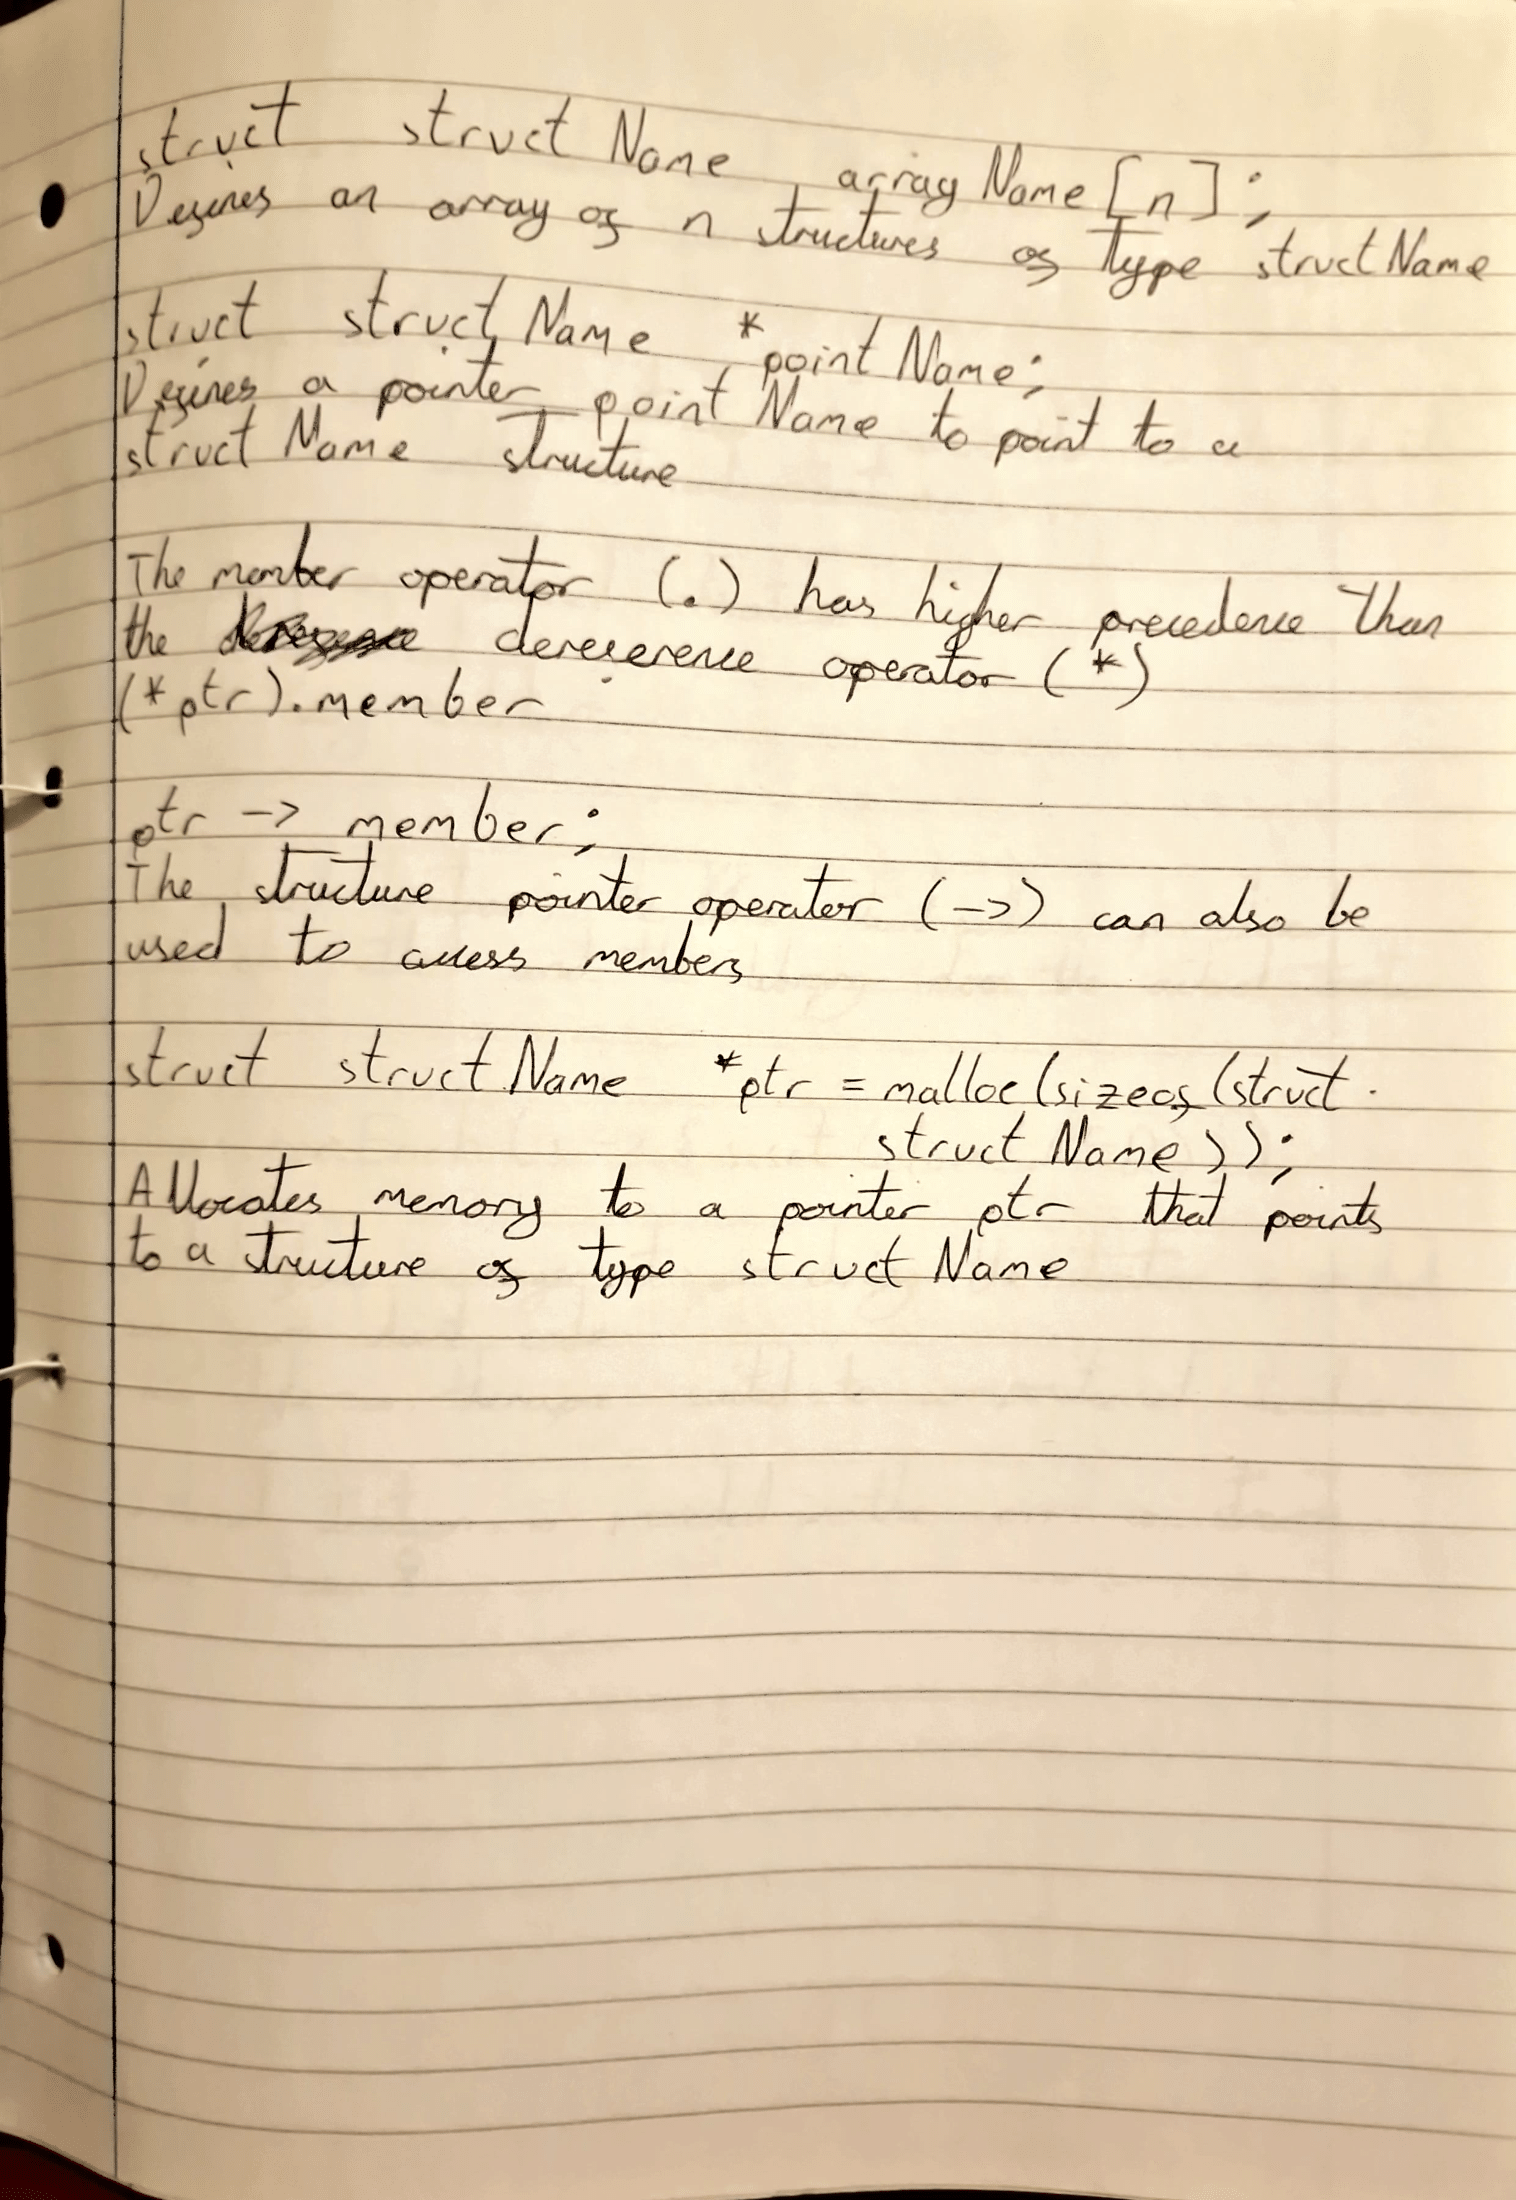 struct structName arrayName[n];
Defines an array of n structures of type structName
struct structName *pointName;
Defines a pointer pointName to point to a
structName structure
The member operator (.) has higher precedence than
the dereference operator (*)
(*ptr).member
ptr -> member;
The structure pointer operator (->) can also be
used to access members
struct structName *ptr = malloc(sizeof(struct
structName));
Allocates memory to a pointer ptr that points
to a structure of type structName